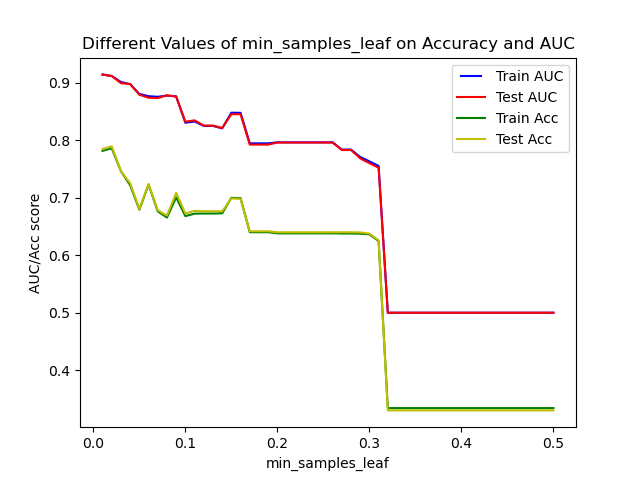 Different Values of min_samples_leaf on Accuracy and AUC
Train AUC
Test AUC
Train Acc
Test Acc
AUC/Acc score
0.9
0.8
0.7
0.6
0.5
0.4
0.0 0.1 0.2 0.3 0.4 0.5
min_samples_leaf